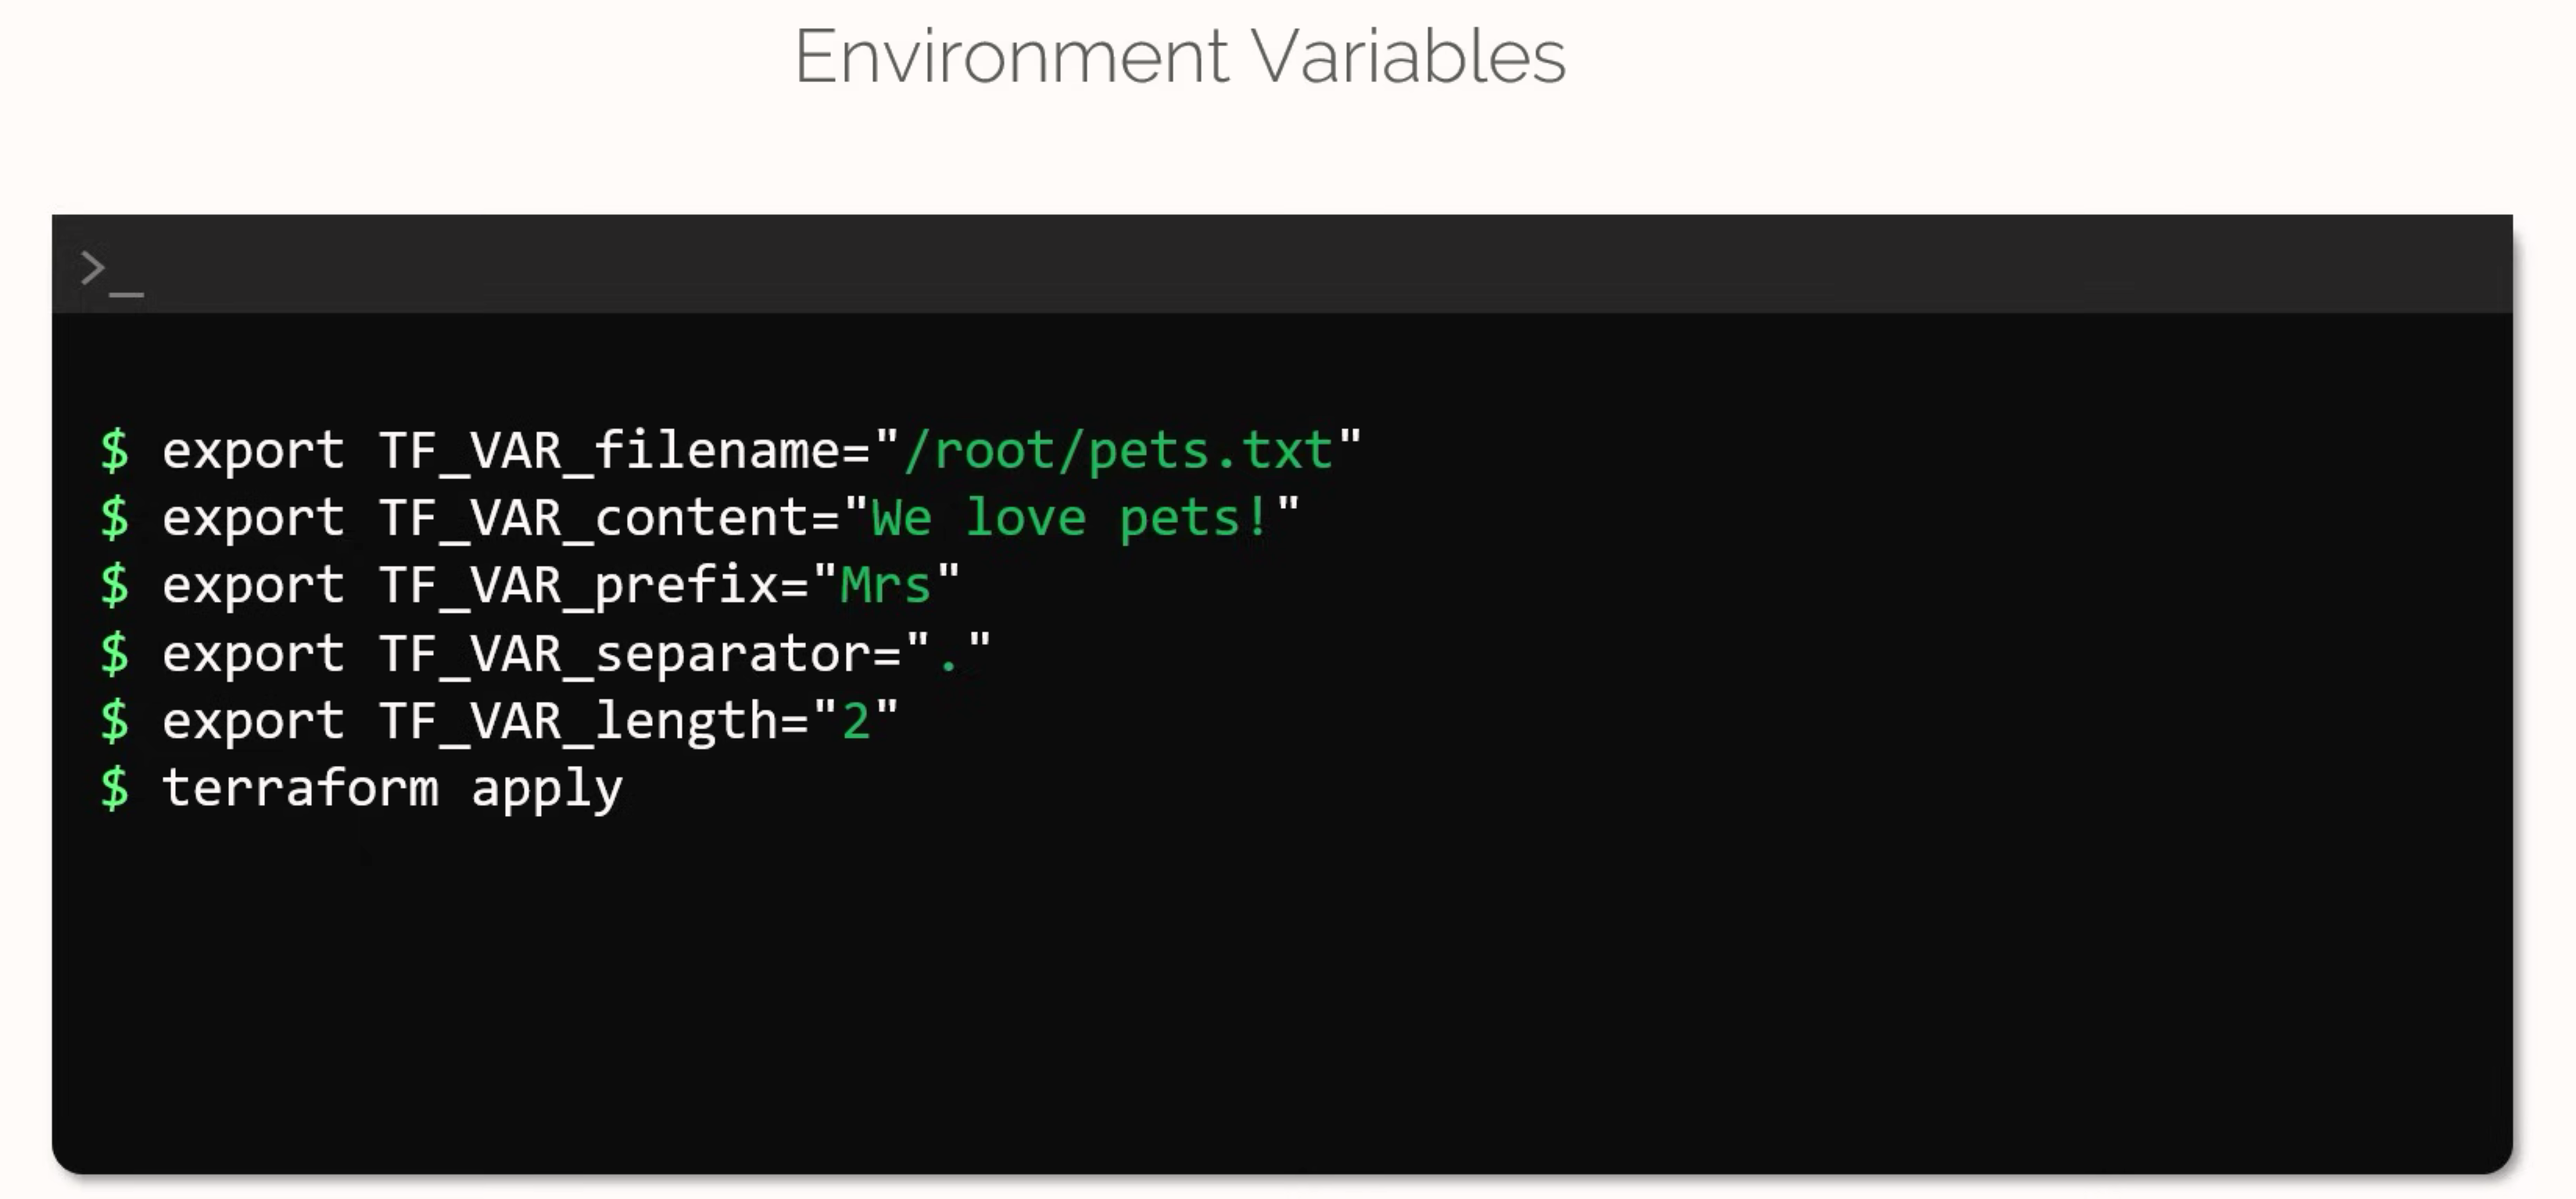 Environment Variables
>_
$ export TF_VAR_filename="/root/pets.txt"
$ export TF_VAR_content="We love pets!"
$ export TF_VAR_prefix="Mrs"
$ export TF_VAR_separator="."
$ export TF_VAR_length="2"
$ terraform apply